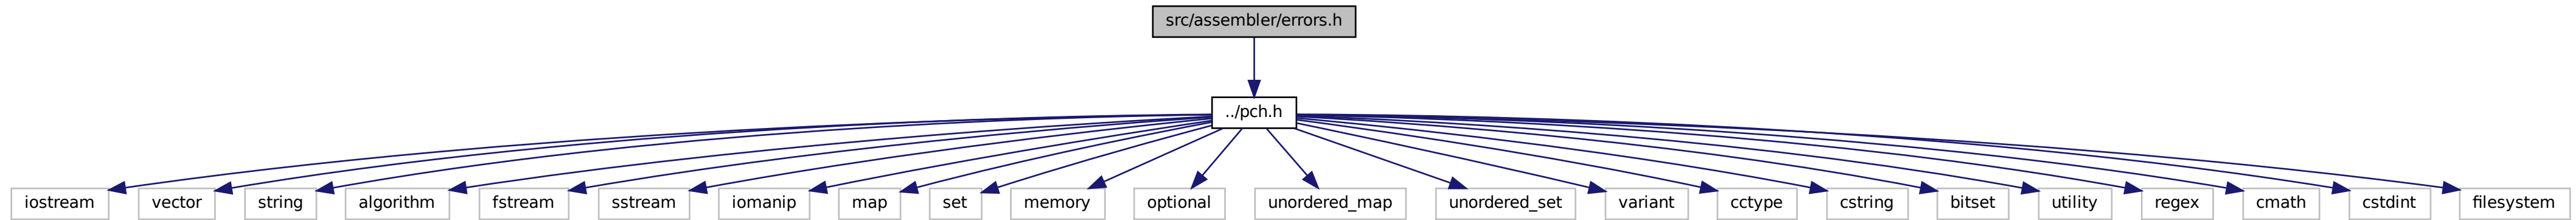 src/assembler/errors.h
../pch.h
iostream
vector
string
algorithm
fstream
sstream
iomanip
map
set
memory
optional
unordered_map
unordered_set
variant
cctype
cstring
bitset
utility
regex
cmath
cstdint
filesystem